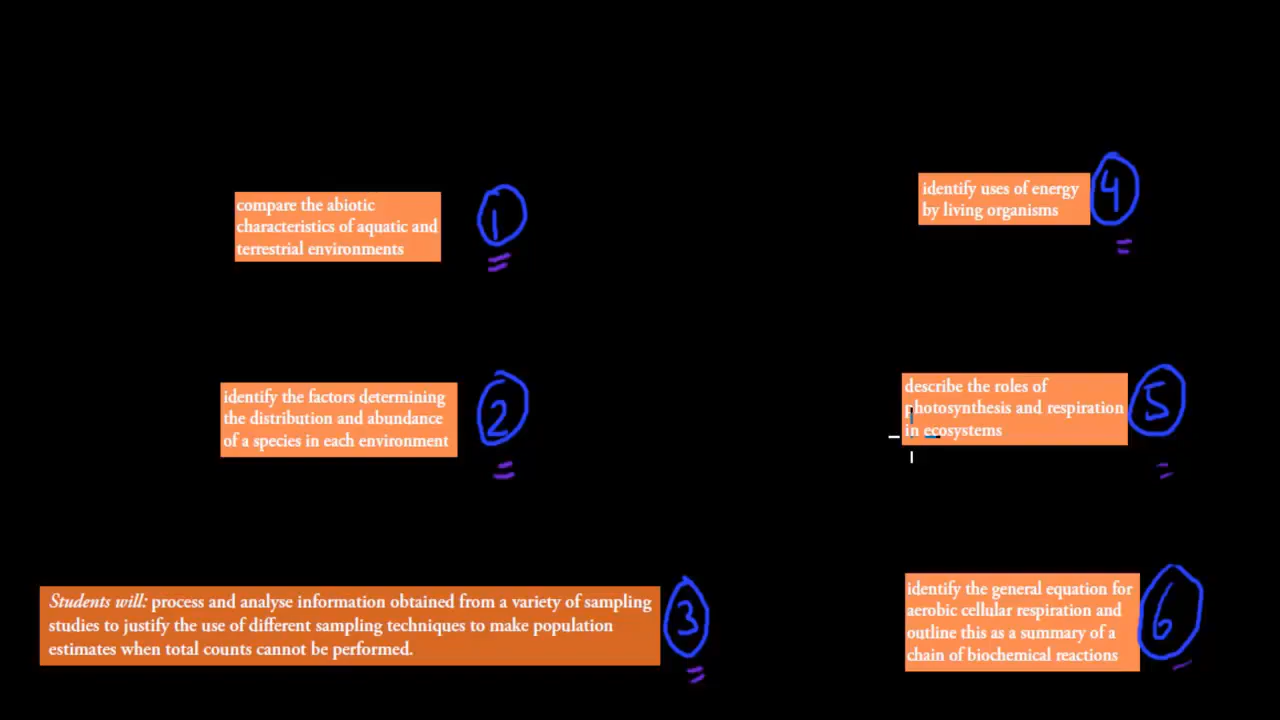 compare the abiotic
characteristics of aquatic and
terrestrial environments
1
identify the factors determining
the distribution and abundance
of a species in each environment
2
Students will: process and analyse information obtained from a variety of sampling
studies to justify the use of different sampling techniques to make population
estimates when total counts cannot be performed.
3
identify uses of energy
by living organisms
4
describe the roles of
photosynthesis and respiration
in ecosystems
5
identify the general equation for
aerobic cellular respiration and
outline this as a summary of a
chain of biochemical reactions
6